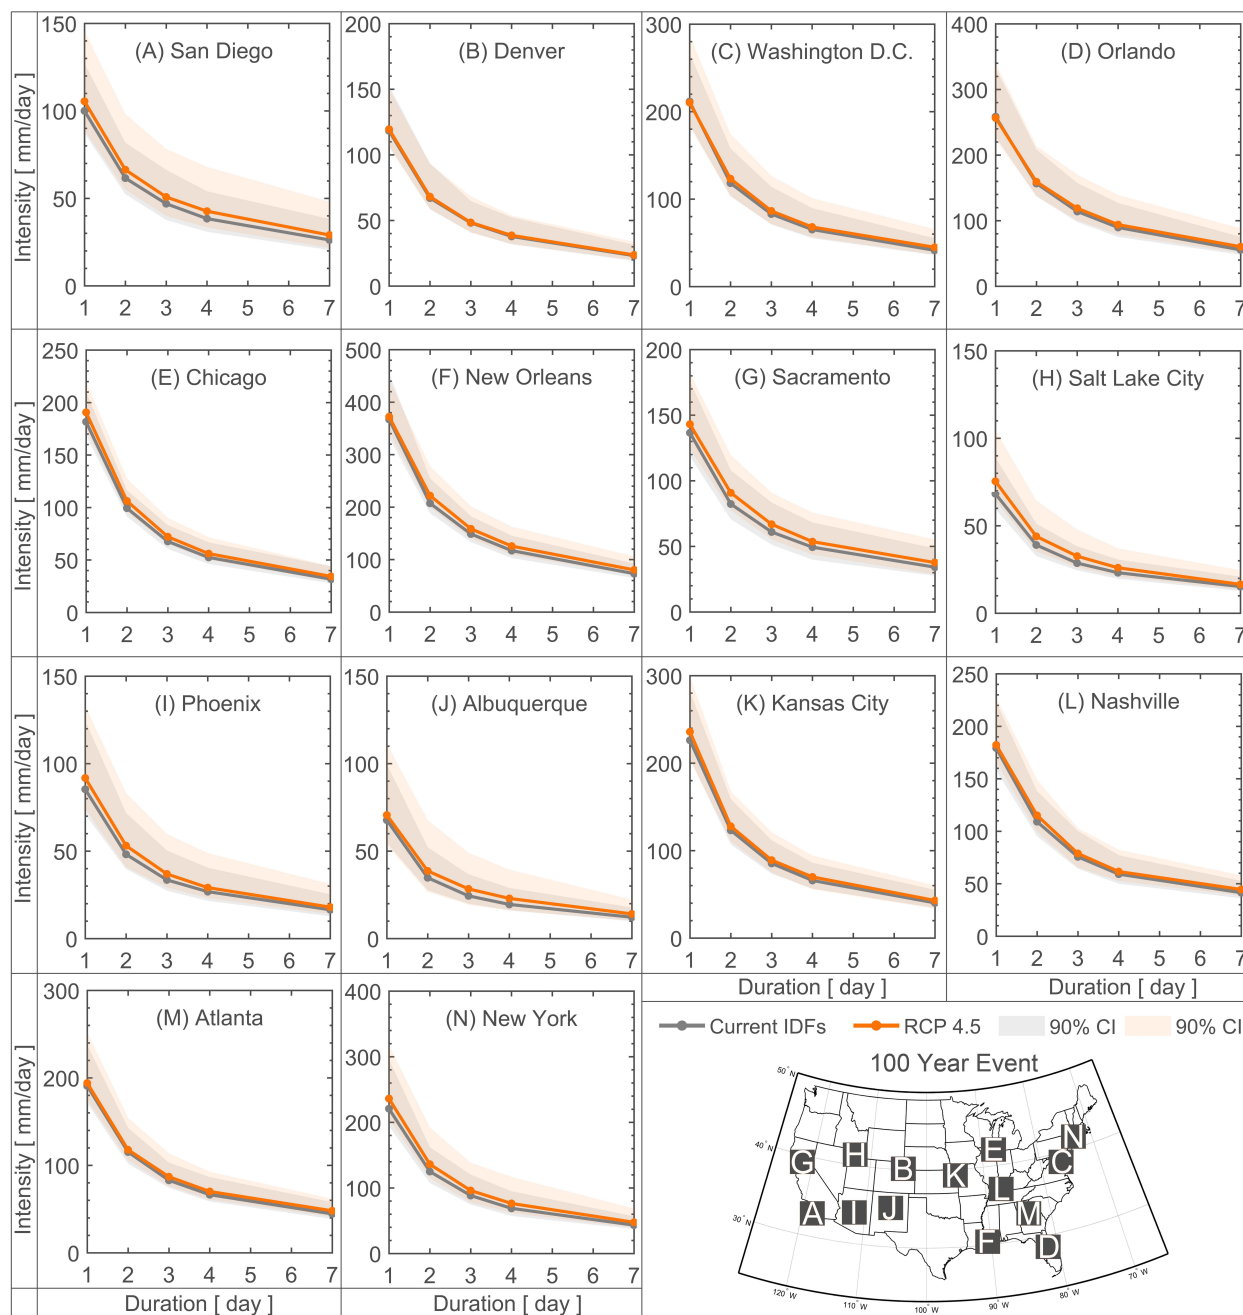 Intensity [ mm/day ]
(A) San Diego
150
100
50
0
1 2 3 4 5 6 7
(B) Denver
200
150
100
50
0
1 2 3 4 5 6 7
(C) Washington D.C.
300
200
100
0
1 2 3 4 5 6 7
(D) Orlando
400
300
200
100
0
1 2 3 4 5 6 7
Intensity [ mm/day ]
(E) Chicago
250
200
150
100
50
0
1 2 3 4 5 6 7
(F) New Orleans
500
400
300
200
100
0
1 2 3 4 5 6 7
(G) Sacramento
200
150
100
50
0
1 2 3 4 5 6 7
(H) Salt Lake City
150
100
50
0
1 2 3 4 5 6 7
Intensity [ mm/day ]
(I) Phoenix
150
100
50
0
1 2 3 4 5 6 7
(J) Albuquerque
150
100
50
0
1 2 3 4 5 6 7
(K) Kansas City
300
200
100
0
1 2 3 4 5 6 7
Duration [ day ]
(L) Nashville
250
200
150
100
50
0
1 2 3 4 5 6 7
Duration [ day ]
Intensity [ mm/day ]
(M) Atlanta
300
200
100
0
1 2 3 4 5 6 7
Duration [ day ]
(N) New York
400
300
200
100
0
1 2 3 4 5 6 7
Duration [ day ]
Current IDFs RCP 4.5 90% CI 90% CI
100 Year Event
50° N
40° N
30° N
120° W
110° W
100° W
90° W
80° W
70° W
G
H
B
K
E
N
C
L
A
I
J
M
F
D